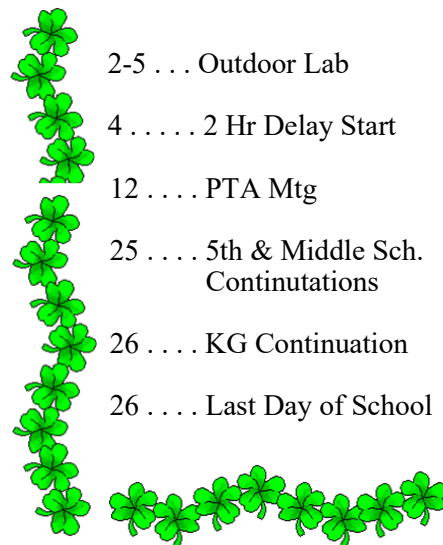 2-5 . . . Outdoor Lab
4 . . . . . 2 Hr Delay Start
12 . . . . PTA Mtg
25 . . . . 5th & Middle Sch.
Continutations
26 . . . . KG Continuation
26 . . . . Last Day of School